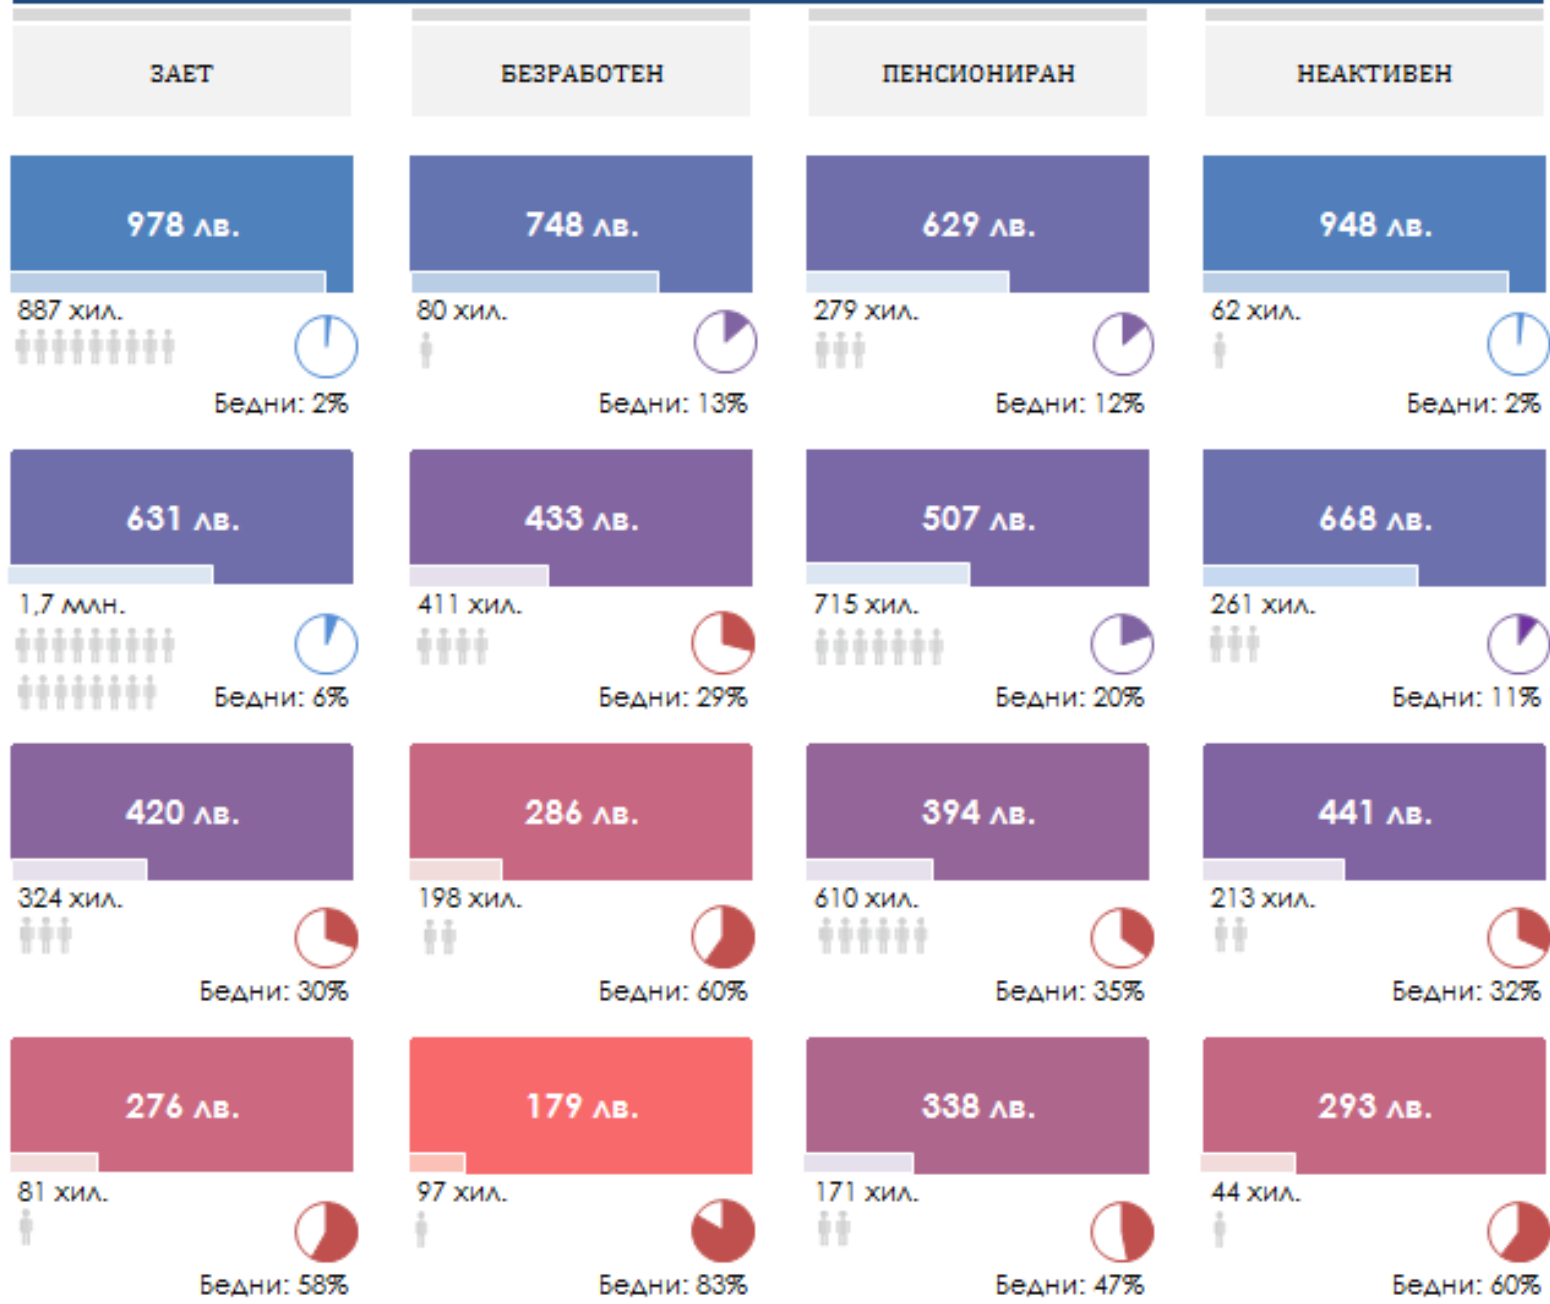 ЗАЕТ
БЕЗРАБОТЕН
ПЕНСИОНИРАН
НЕАКТИВЕН
978 лв.
748 лв.
629 лв.
948 лв.
887 хил.
80 хил.
279 хил.
62 хил.
Бедни: 2%
Бедни: 13%
Бедни: 12%
Бедни: 2%
631 лв.
433 лв.
507 лв.
668 лв.
1,7 млн.
411 хил.
715 хил.
261 хил.
Бедни: 6%
Бедни: 29%
Бедни: 20%
Бедни: 11%
420 лв.
286 лв.
394 лв.
441 лв.
324 хил.
198 хил.
610 хил.
213 хил.
Бедни: 30%
Бедни: 60%
Бедни: 35%
Бедни: 32%
276 лв.
179 лв.
338 лв.
293 лв.
81 хил.
97 хил.
171 хил.
44 хил.
Бедни: 58%
Бедни: 83%
Бедни: 47%
Бедни: 60%